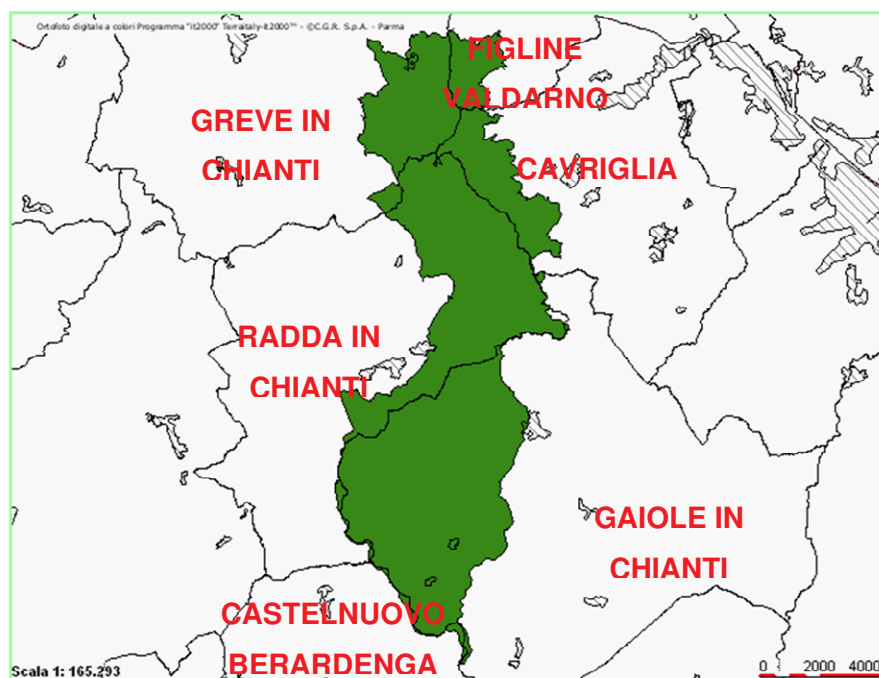 Ortofoto digitale a colori Programma "it2000" Terraitaly-it2000™ - ©C.G.R. S.p.A. - Parma
FIGLINE
VALDARNO
GREVE IN
CHIANTI
CAVRIGLIA
RADDA IN
CHIANTI
GAIOLE IN
CHIANTI
CASTELNUOVO
BERARDENGA
Scala 1: 165.293
0 2000 4000